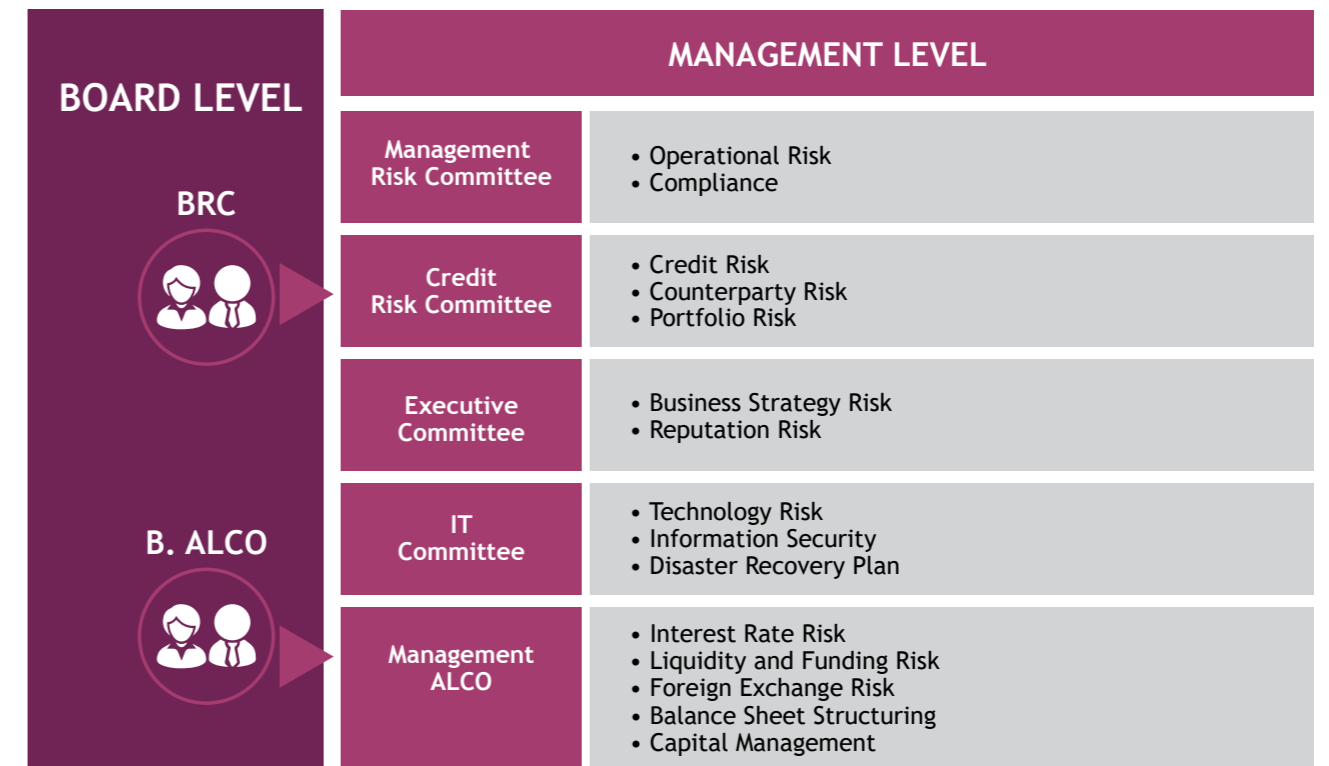 BOARD LEVEL
BRC
B. ALCO
MANAGEMENT LEVEL
Management
Risk Committee
• Operational Risk
• Compliance
Credit
Risk Committee
• Credit Risk
• Counterparty Risk
• Portfolio Risk
Executive
Committee
• Business Strategy Risk
• Reputation Risk
IT
Committee
• Technology Risk
• Information Security
• Disaster Recovery Plan
Management
ALCO
• Interest Rate Risk
• Liquidity and Funding Risk
• Foreign Exchange Risk
• Balance Sheet Structuring
• Capital Management